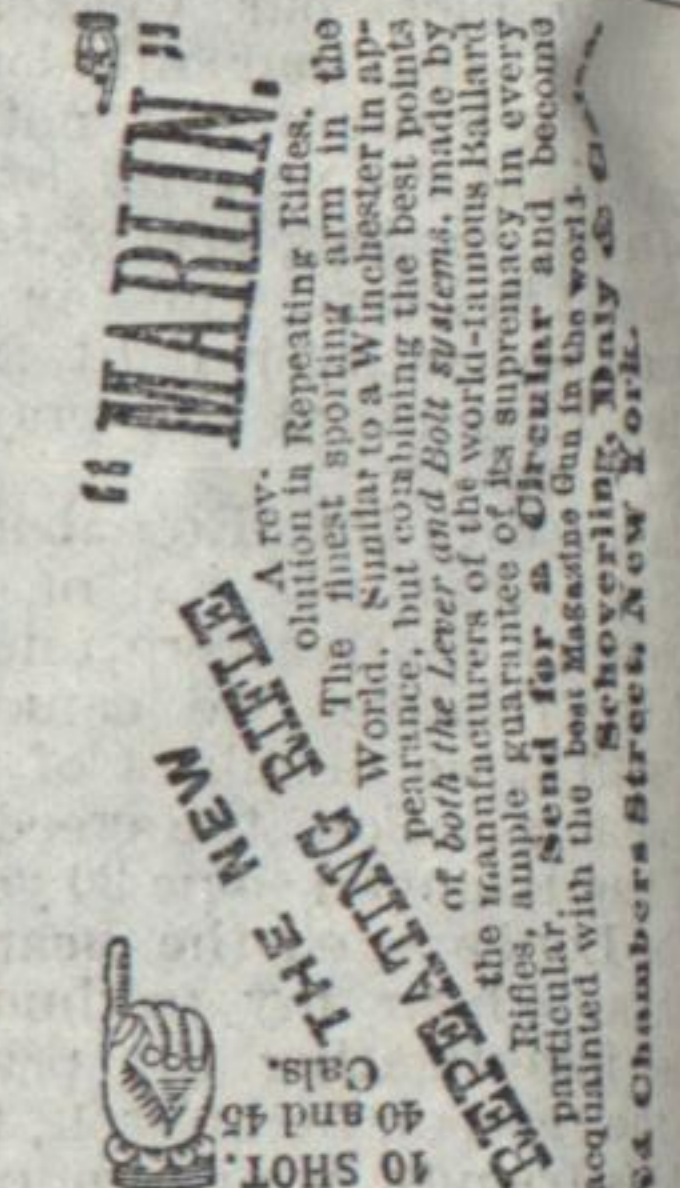 10 SHOT.
40 and 45
Cals.
THE NEW
REPEATING RIFLE
"MARLIN."
A rev-
olution in Repeating Rifles.
The finest sporting arm in the
World. Similar to a Winchester in ap-
pearance, but combining the best points
of both the Lever and Bolt systems, made by
the manufacturers of the world-famous Ballard
Rifles, ample guarantee of its supremacy in every
particular. Send for a Circular and become
acquainted with the best Magazine Gun in the world.
Schoverling, Daly &
Chambers Street, New York.